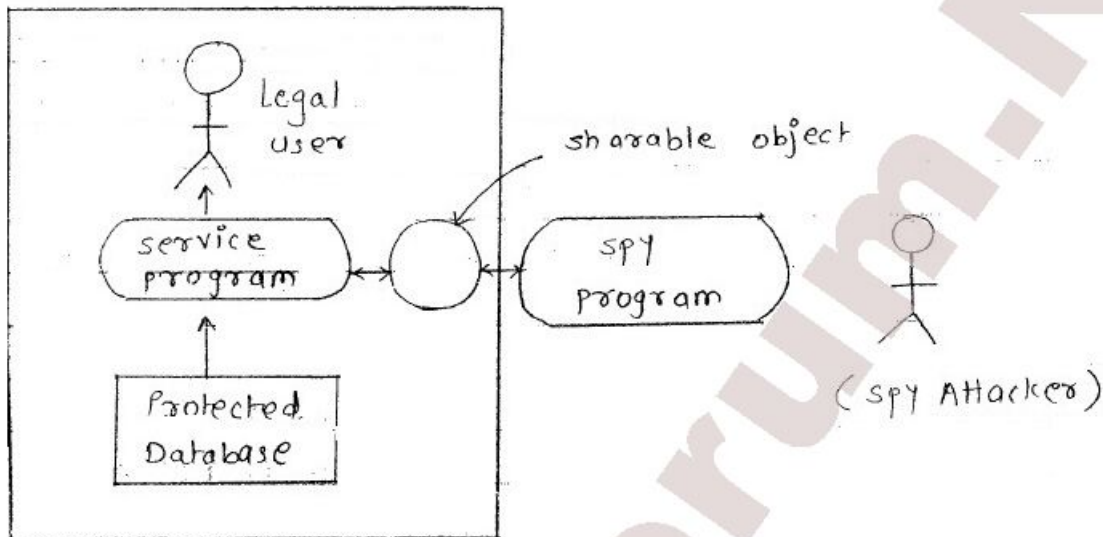 Legal
user
sharable object
service
program
spy
program
Protected
Database
(spy Attacker)